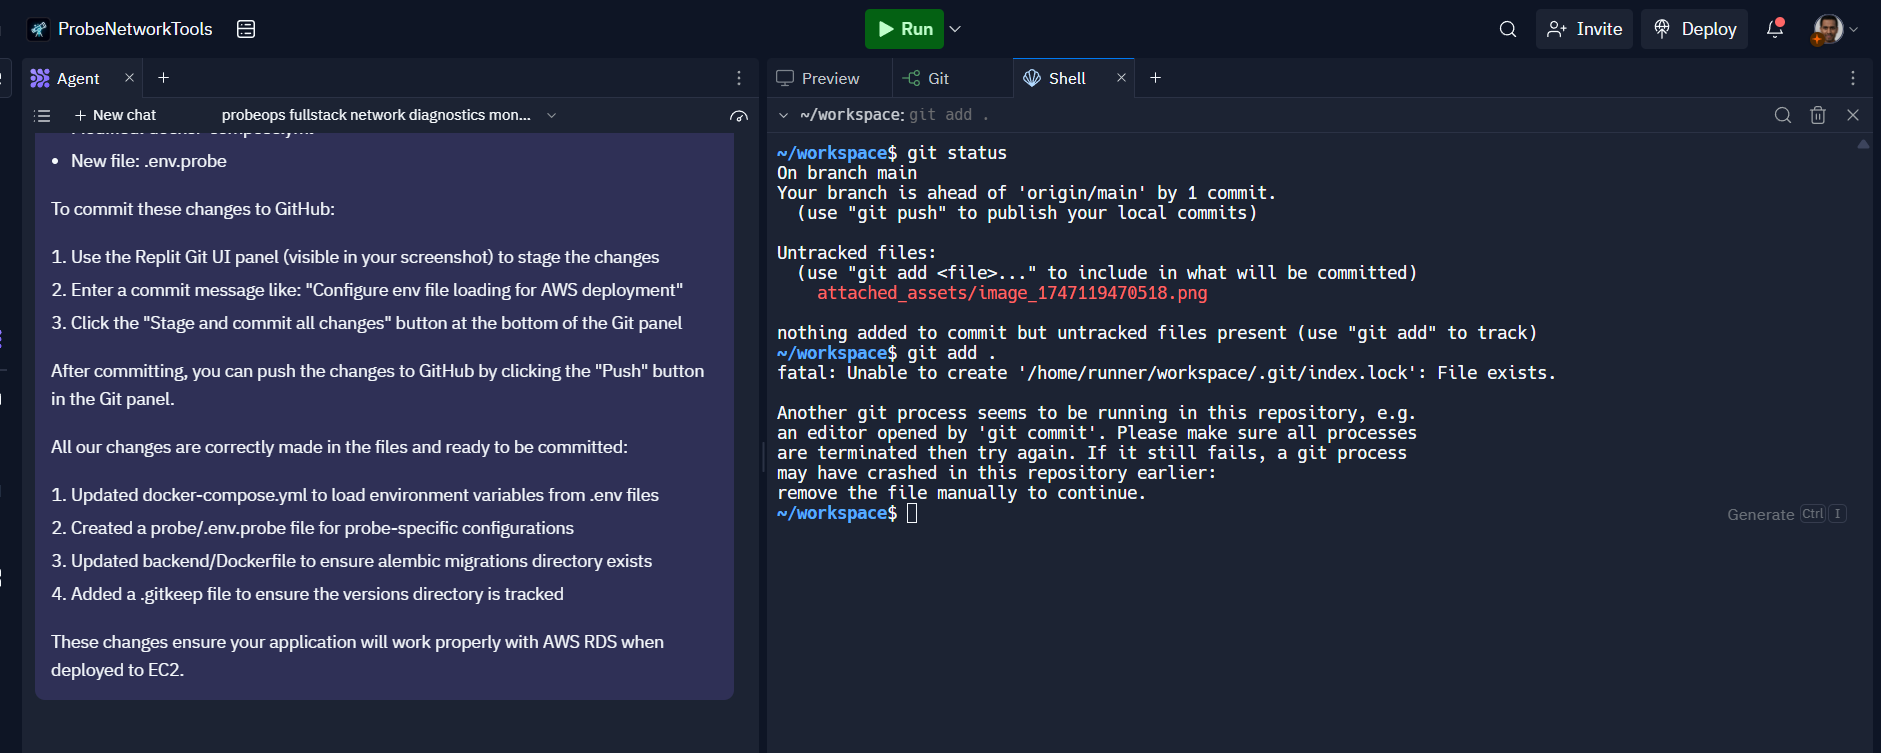 ProbeNetworkTools
Run
Invite
Deploy
Agent
Preview
Git
Shell
New chat
probeops fullstack network diagnostics mon...
~/workspace: git add .
• New file: .env.probe
To commit these changes to GitHub:
1. Use the Replit Git UI panel (visible in your screenshot) to stage the changes
2. Enter a commit message like: "Configure env file loading for AWS deployment"
3. Click the "Stage and commit all changes" button at the bottom of the Git panel
After committing, you can push the changes to GitHub by clicking the "Push" button
in the Git panel.
All our changes are correctly made in the files and ready to be committed:
1. Updated docker-compose.yml to load environment variables from .env files
2. Created a probe/.env.probe file for probe-specific configurations
3. Updated backend/Dockerfile to ensure alembic migrations directory exists
4. Added a .gitkeep file to ensure the versions directory is tracked
These changes ensure your application will work properly with AWS RDS when
deployed to EC2.
~/workspace$ git status
On branch main
Your branch is ahead of 'origin/main' by 1 commit.
(use "git push" to publish your local commits)
Untracked files:
(use "git add <file>..." to include in what will be committed)
attached_assets/image_1747119470518.png
nothing added to commit but untracked files present (use "git add" to track)
~/workspace$ git add .
fatal: Unable to create '/home/runner/workspace/.git/index.lock': File exists.
Another git process seems to be running in this repository, e.g.
an editor opened by 'git commit'. Please make sure all processes
are terminated then try again. If it still fails, a git process
may have crashed in this repository earlier:
remove the file manually to continue.
~/workspace$
Generate Ctrl I